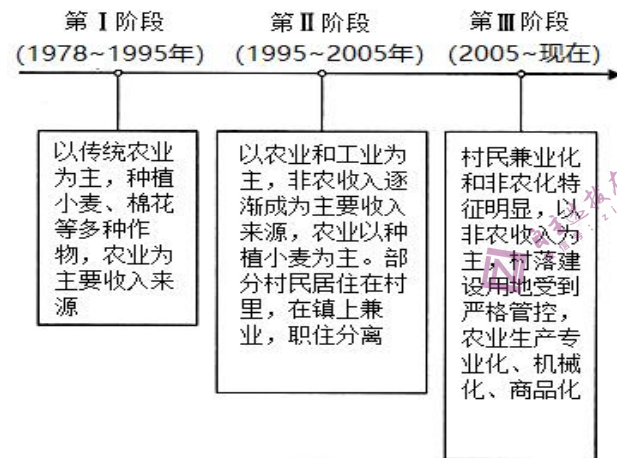 第Ⅰ阶段
(1978~1995年)
第Ⅱ阶段
(1995~2005年)
第Ⅲ阶段
(2005~现在)
以传统农业
为主，种植
小麦、棉花
等多种作
物，农业为
主要收入来
源
以农业和工业为
主，非农收入逐
渐成为主要收入
来源，农业以种
植小麦为主。部
分村民居住在村
里，在镇上兼
业，职住分离
村民兼业化
和非农化特
征明显，以
非农收入为
主，村落建
设用地受到
严格管控，
农业生产专
业化、机械
化、商品化